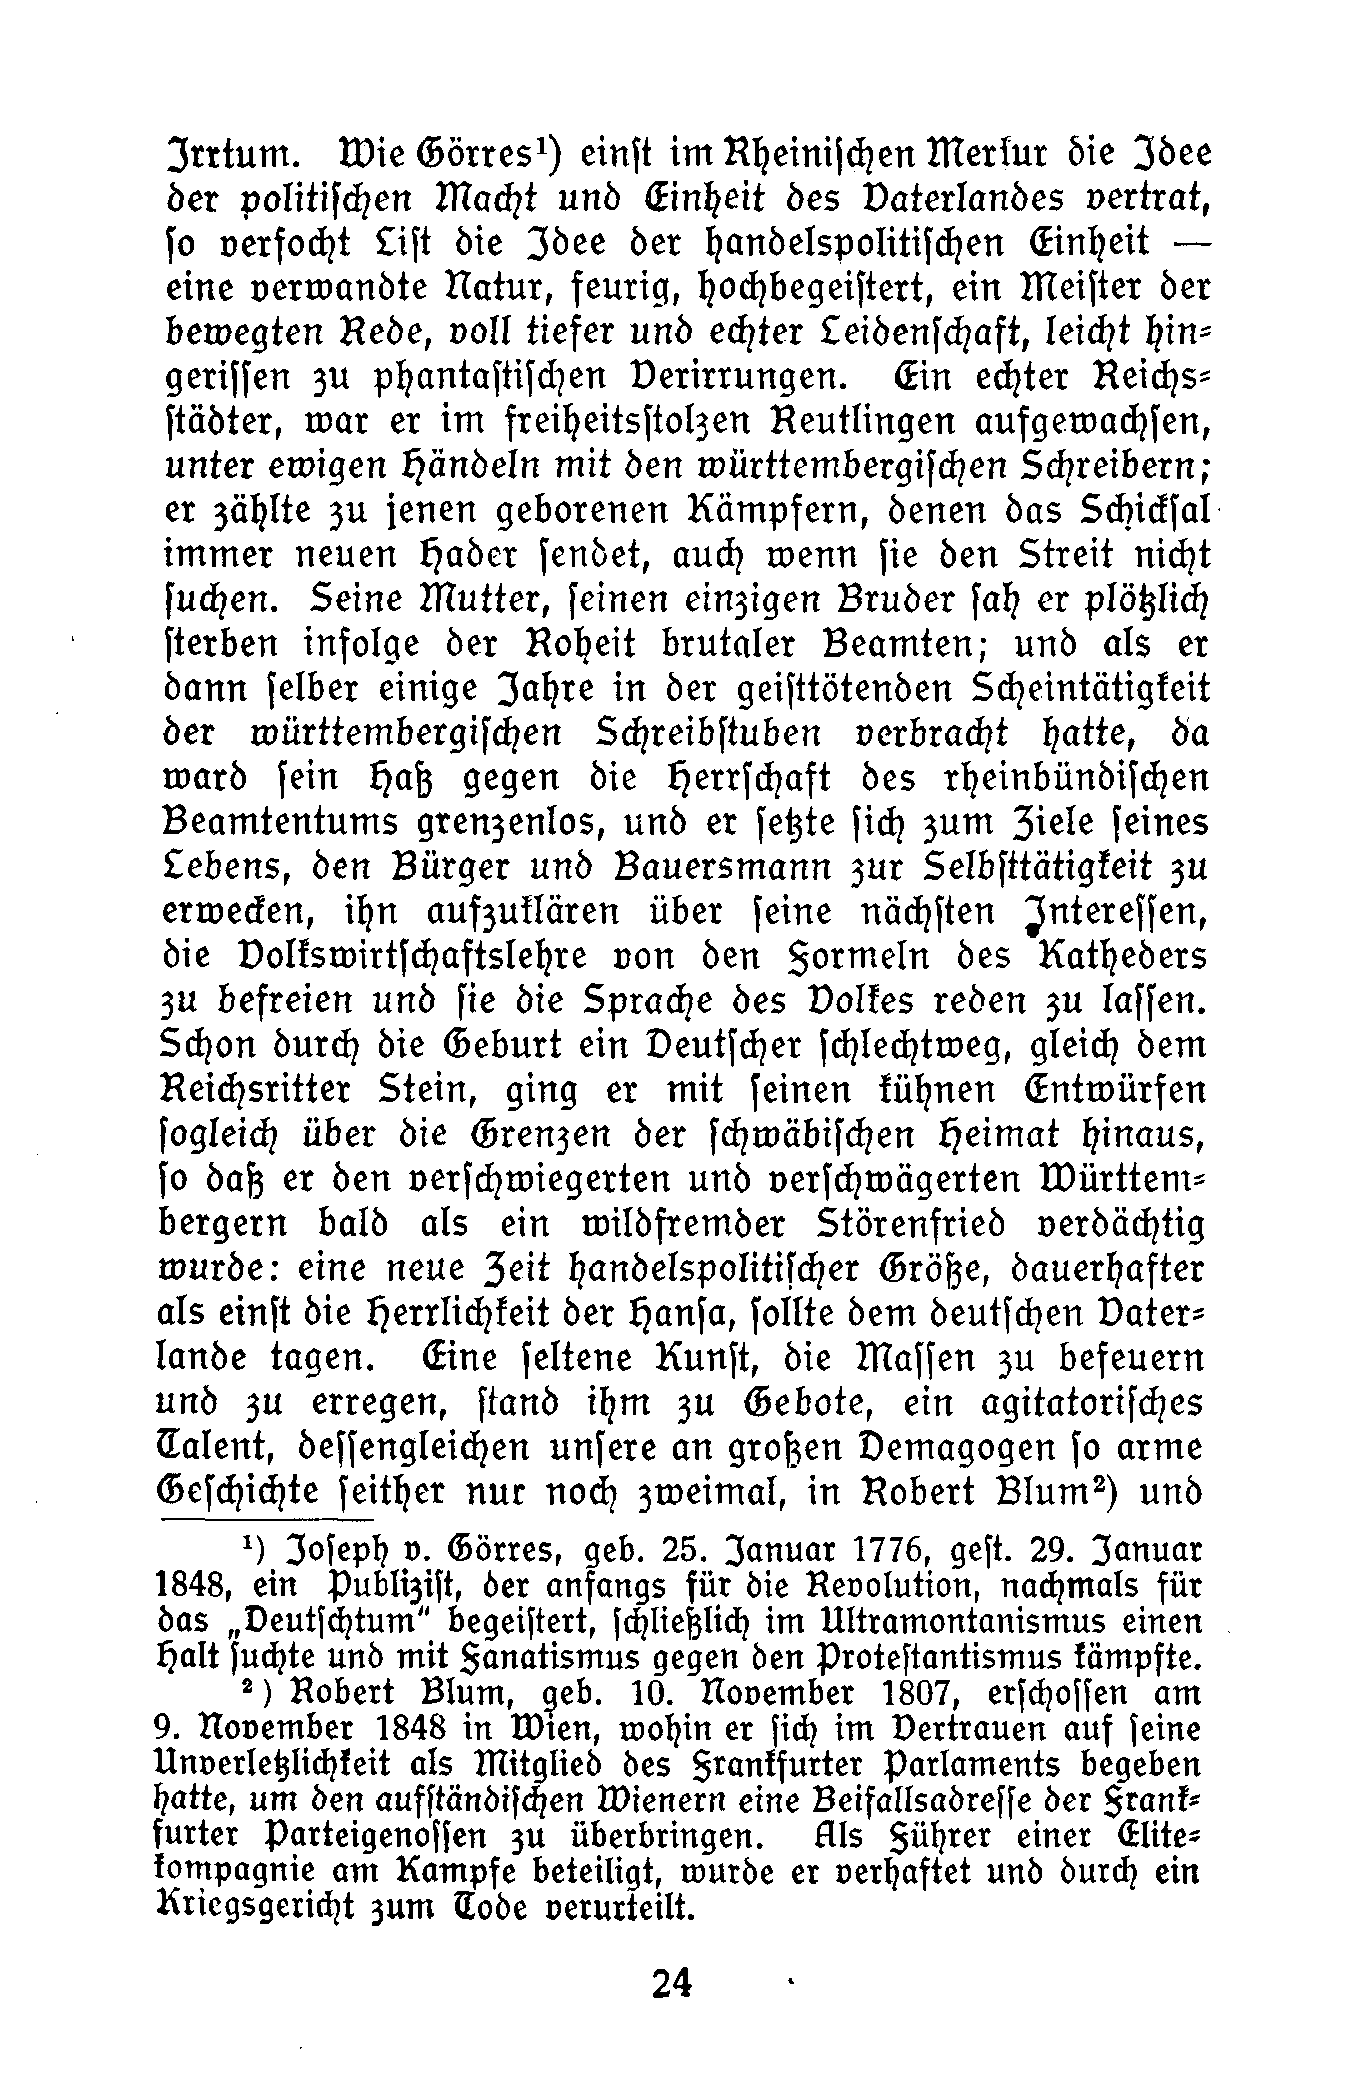 Irrtum. Wie Görres¹) einſt im Rheiniſchen Merkur die Idee
der politiſchen Macht und Einheit des Vaterlandes vertrat,
ſo verfocht Liſt die Idee der handelspolitiſchen Einheit —
eine verwandte Natur, feurig, hochbegeiſtert, ein Meiſter der
bewegten Rede, voll tiefer und echter Leidenſchaft, leicht hin⸗
geriſſen zu phantaſtiſchen Verirrungen. Ein echter Reichs⸗
ſtädter, war er im freiheitsſtolzen Reutlingen aufgewachſen,
unter ewigen Händeln mit den württembergiſchen Schreibern;
er zählte zu jenen geborenen Kämpfern, denen das Schickſal
immer neuen Hader ſendet, auch wenn ſie den Streit nicht
ſuchen. Seine Mutter, ſeinen einzigen Bruder ſah er plötzlich
ſterben infolge der Roheit brutaler Beamten; und als er
dann ſelber einige Jahre in der geiſttötenden Scheintätigkeit
der württembergiſchen Schreibſtuben verbracht hatte, da
ward ſein Haß gegen die Herrſchaft des rheinbündiſchen
Beamtentums grenzenlos, und er ſetzte ſich zum Ziele ſeines
Lebens, den Bürger und Bauersmann zur Selbſttätigkeit zu
erwecken, ihn aufzuklären über ſeine nächſten Intereſſen,
die Volkswirtſchaftslehre von den Formeln des Katheders
zu befreien und ſie die Sprache des Volkes reden zu laſſen.
Schon durch die Geburt ein Deutſcher ſchlechtweg, gleich dem
Reichsritter Stein, ging er mit ſeinen kühnen Entwürfen
ſogleich über die Grenzen der ſchwäbiſchen Heimat hinaus,
ſo daß er den verſchwiegerten und verſchwägerten Württem⸗
bergern bald als ein wildfremder Störenfried verdächtig
wurde: eine neue Zeit handelspolitiſcher Größe, dauerhafter
als einſt die Herrlichkeit der Hanſa, ſollte dem deutſchen Vater⸗
lande tagen. Eine ſeltene Kunſt, die Maſſen zu befeuern
und zu erregen, ſtand ihm zu Gebote, ein agitatoriſches
Talent, deſſengleichen unſere an großen Demagogen ſo arme
Geſchichte ſeither nur noch zweimal, in Robert Blum²) und
¹) Joſeph v. Görres, geb. 25. Januar 1776, geſt. 29. Januar
1848, ein Publiziſt, der anfangs für die Revolution, nachmals für
das „Deutſchtum“ begeiſtert, ſchließlich im Ultramontanismus einen
Halt ſuchte und mit Fanatismus gegen den Proteſtantismus kämpfte.
²) Robert Blum, geb. 10. November 1807, erſchoſſen am
9. November 1848 in Wien, wohin er ſich im Vertrauen auf ſeine
Unverletzlichkeit als Mitglied des Frankfurter Parlaments begeben
hatte, um den aufſtändiſchen Wienern eine Beifallsadreſſe der Frank⸗
furter Parteigenoſſen zu überbringen. Als Führer einer Elite⸗
kompagnie am Kampfe beteiligt, wurde er verhaftet und durch ein
Kriegsgericht zum Tode verurteilt.
24